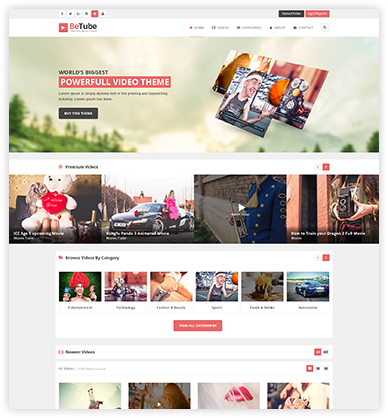 Upload Video
Login/Register
BeTube
HOME
VIDEOS
CATEGORIES
ABOUT
CONTACT
WORLD'S BIGGEST
POWERFULL VIDEO THEME
Lorem Ipsum is simply dummy text of the printing and typesetting
industry. Lorem Ipsum has been
BUY THIS THEME
Premium Videos
ICE Age 5 upcoming Movie
Movies Trailer
KungFu Panda 3 Animated Movie
Movies Trailer
How to Train your Dragon 2 Full Movie
Movies
Browse Videos By Category
Entertainment
Technology
Fashion & Beauty
Sports
Foods & Drinks
Automotive
VIEW ALL CATEGORIES
Newest Videos
All Videos